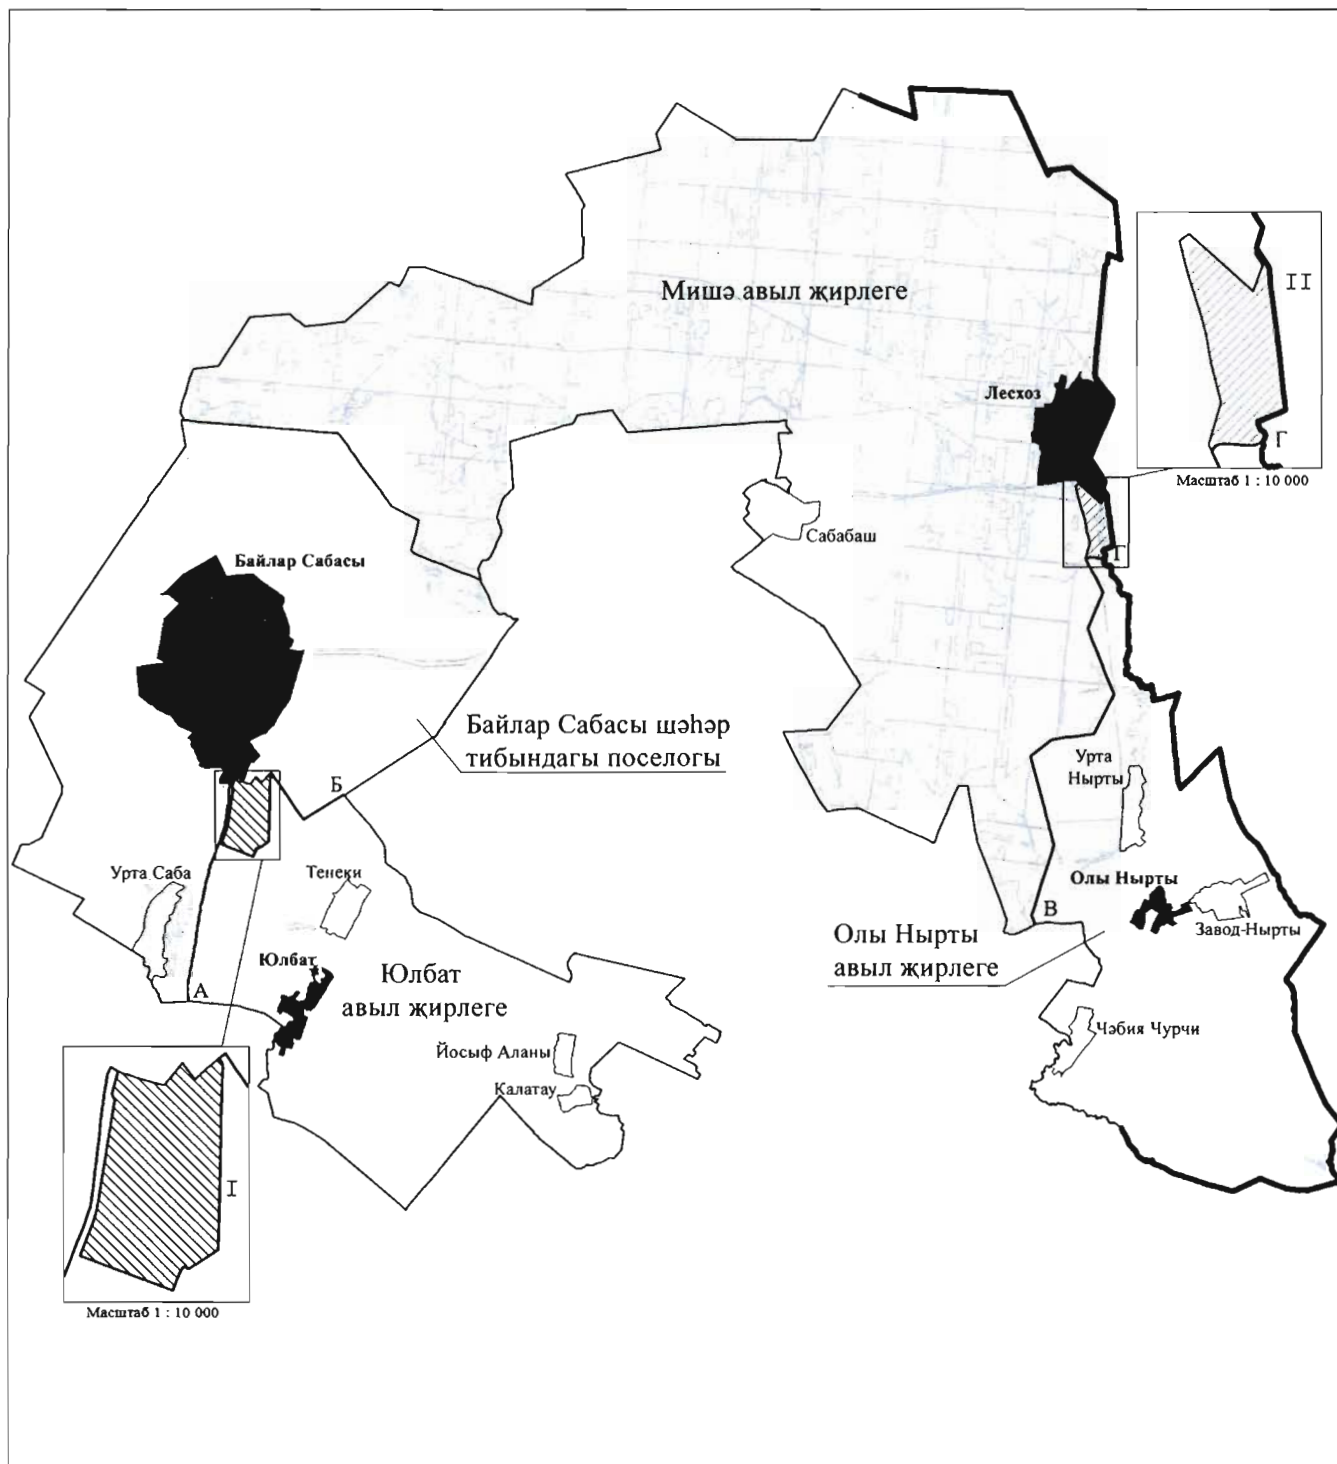 Мишә авыл җирлеге
II
Лесхоз
Г
Масштаб 1 : 10 000
Сабабаш
Байлар Сабасы
Г
Байлар Сабасы шәһәр
тибындагы поселогы
Урта
Нырты
Б
Урта Саба
Тенеки
Олы Нырты
В
Завод-Нырты
Олы Нырты
авыл җирлеге
Юлбат
Юлбат
авыл җирлеге
А
Чәбия Чурчи
Йосыф Аланы
Калатау
I
Масштаб 1 : 10 000